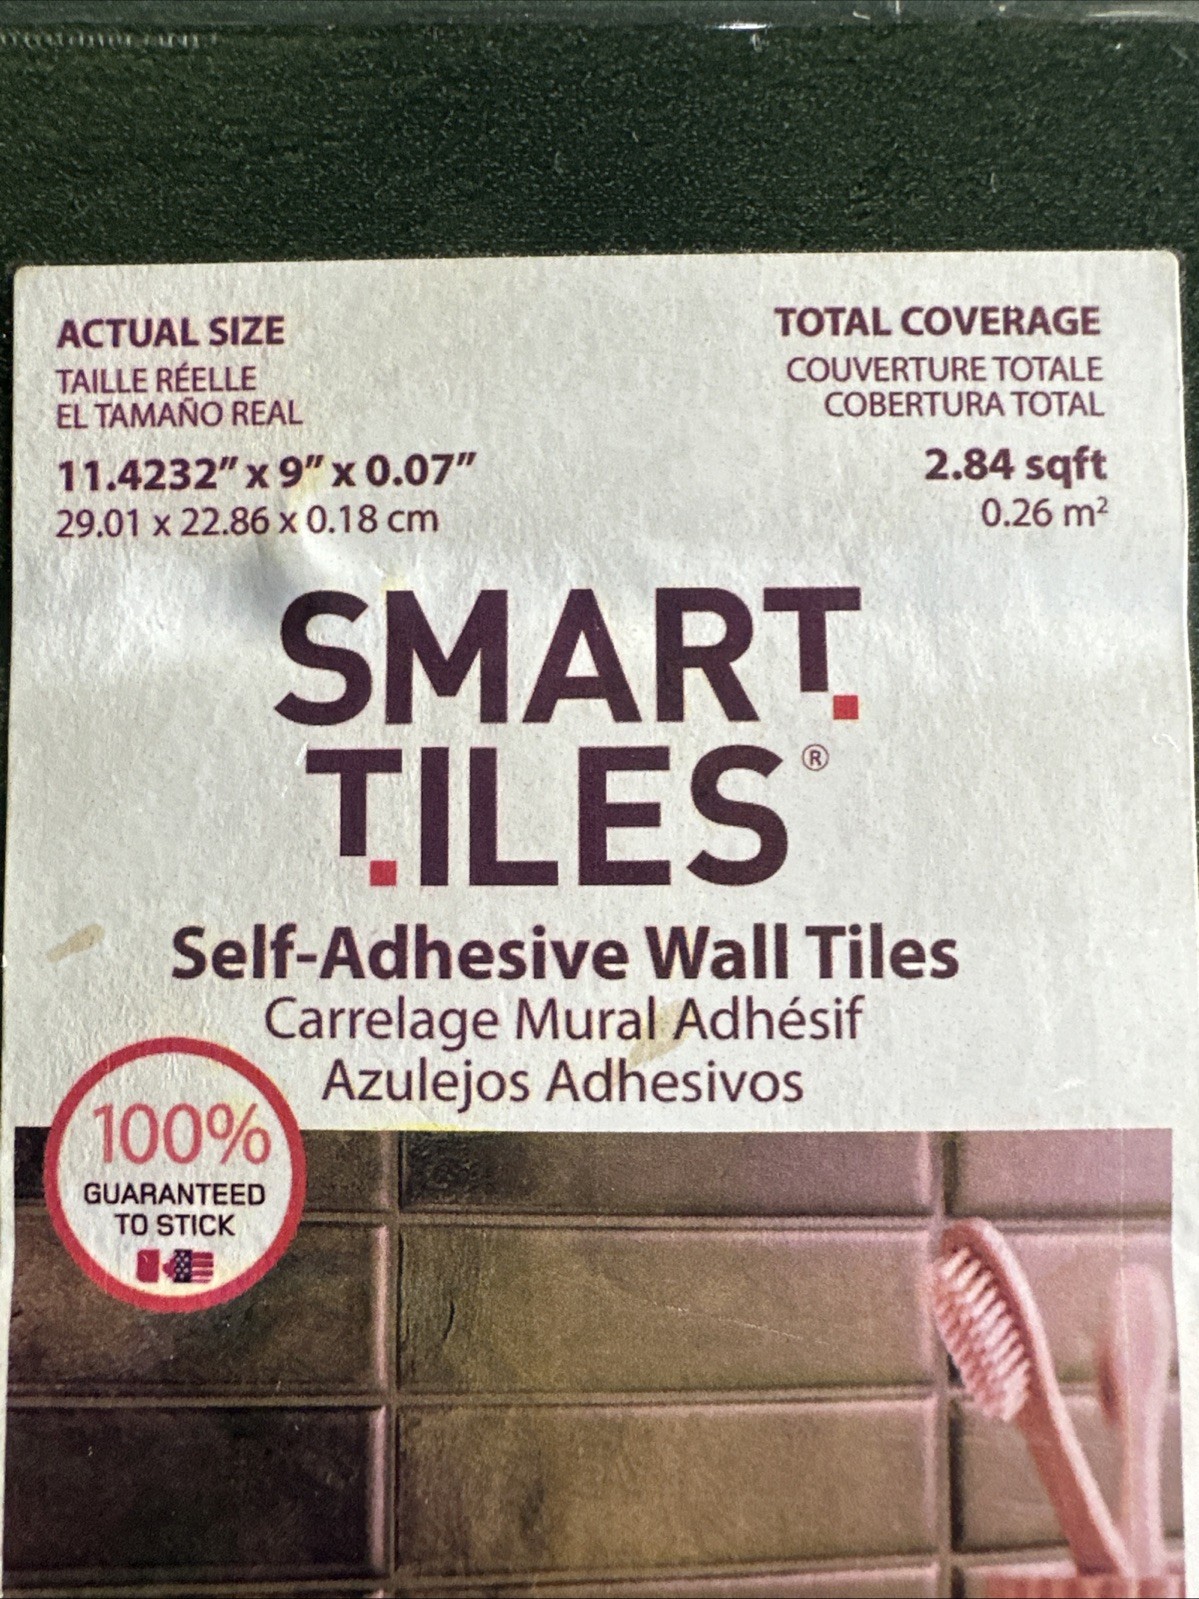 ACTUAL SIZE
TAILLE RÉELLE
EL TAMAÑO REAL
11.4232” x 9” x 0.07”
29.01 x 22.86 x 0.18 cm
TOTAL COVERAGE
COUVERTURE TOTALE
COBERTURA TOTAL
2.84 sqft
0.26 m²
SMART
TILES®
Self-Adhesive Wall Tiles
Carrelage Mural Adhésif
Azulejos Adhesivos
100%
GUARANTEED
TO STICK